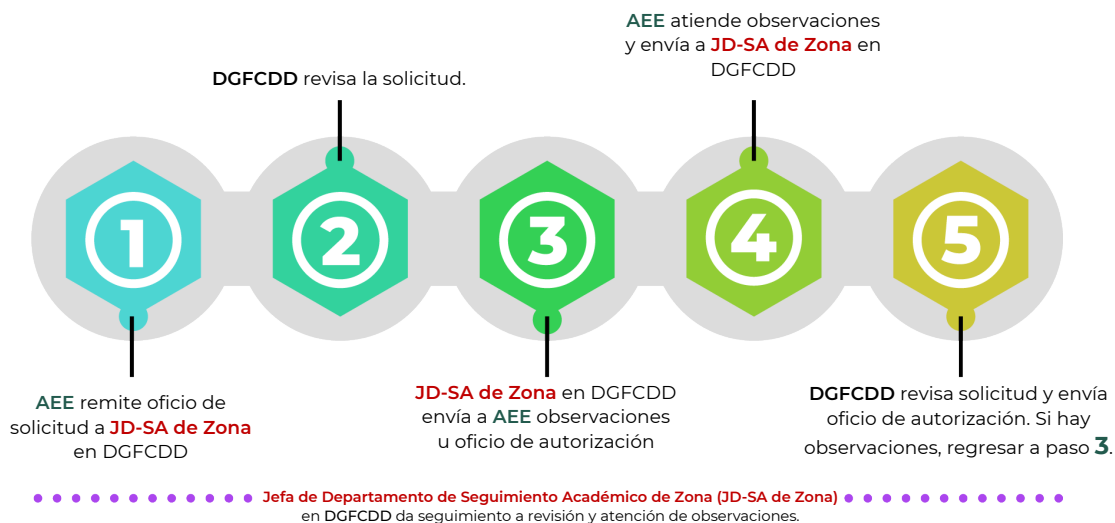 AEE atiende observaciones
y envía a JD-SA de Zona en
DGFCDD
DGFCDD revisa la solicitud.
1
2
3
4
5
AEE remite oficio de
solicitud a JD-SA de Zona
en DGFCDD
JD-SA de Zona en DGFCDD
envía a AEE observaciones
u oficio de autorización
DGFCDD revisa solicitud y envía
oficio de autorización. Si hay
observaciones, regresar a paso 3.
Jefa de Departamento de Seguimiento Académico de Zona (JD-SA de Zona)
en DGFCDD da seguimiento a revisión y atención de observaciones.